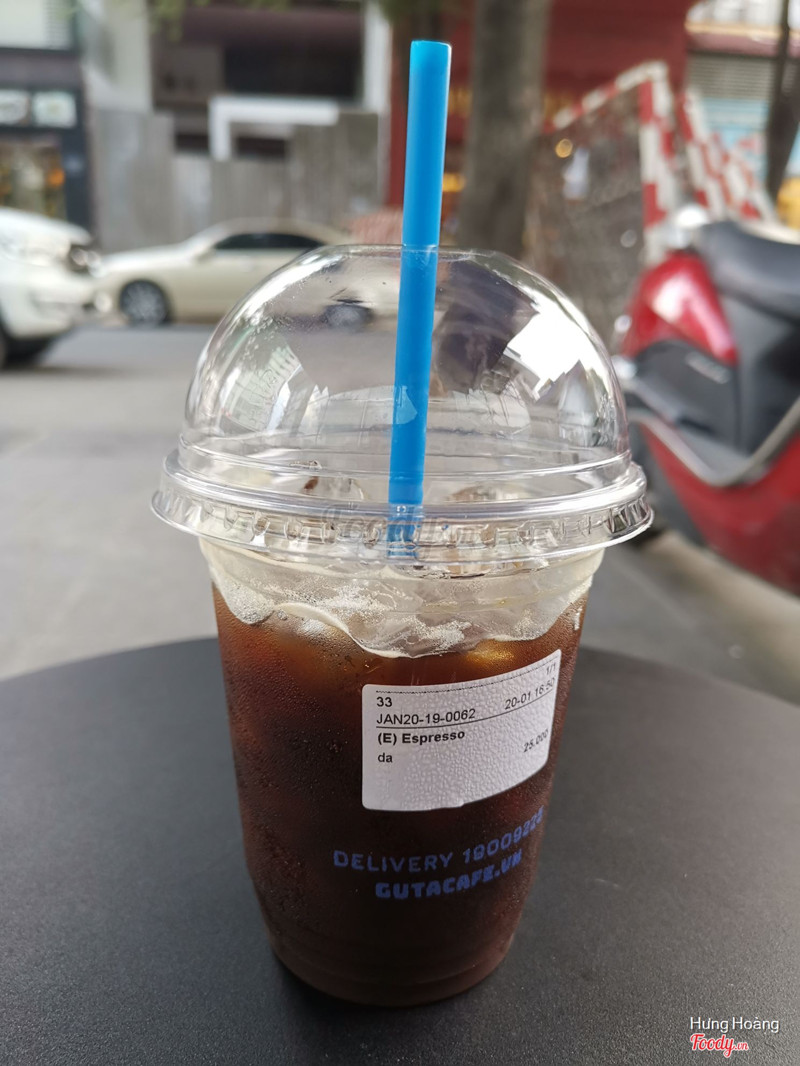 1/1
33
JAN20-19-0062 20-01 16:50
(E) Espresso
da 25.000
DELIVERY 19009225
GUTACAFE.VN
Hưng Hoàng
Foody.vn